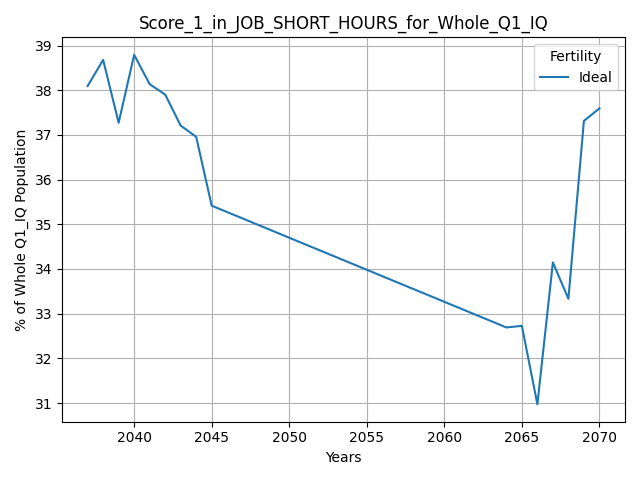 Score_1_in_JOB_SHORT_HOURS_for_Whole_Q1_IQ
Fertility
Ideal
% of Whole Q1_IQ Population
39
38
37
36
35
34
33
32
31
2040 2045 2050 2055 2060 2065 2070
Years